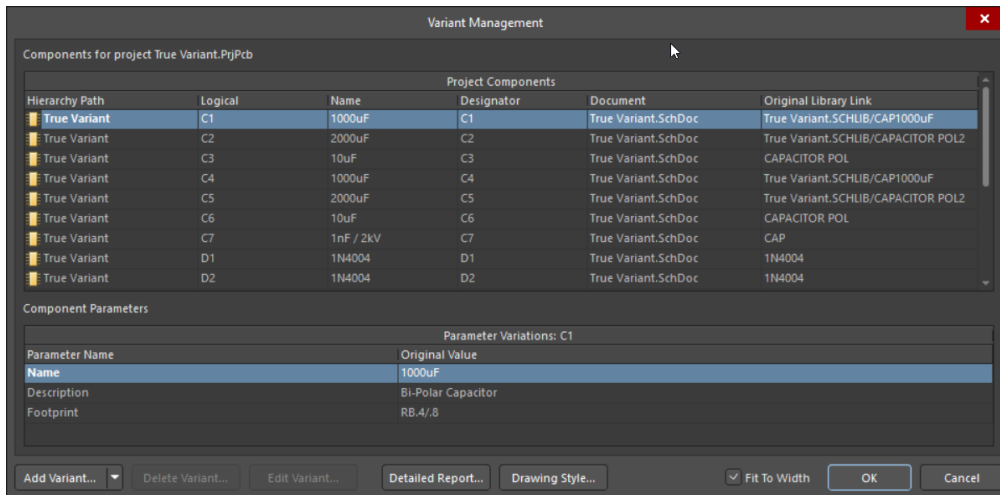 Variant Management
Components for project True Variant.PrjPcb
Project Components
Hierarchy Path Logical Name Designator Document Original Library Link
True Variant C1 1000uF C1 True Variant.SchDoc True Variant.SCHLIB/CAP1000uF
True Variant C2 2000uF C2 True Variant.SchDoc True Variant.SCHLIB/CAPACITOR POL2
True Variant C3 10uF C3 True Variant.SchDoc CAPACITOR POL
True Variant C4 1000uF C4 True Variant.SchDoc True Variant.SCHLIB/CAP1000uF
True Variant C5 2000uF C5 True Variant.SchDoc True Variant.SCHLIB/CAPACITOR POL2
True Variant C6 10uF C6 True Variant.SchDoc CAPACITOR POL
True Variant C7 1nF / 2kV C7 True Variant.SchDoc CAP
True Variant D1 1N4004 D1 True Variant.SchDoc 1N4004
True Variant D2 1N4004 D2 True Variant.SchDoc 1N4004
Component Parameters
Parameter Variations: C1
Parameter Name Original Value
Name 1000uF
Description Bi-Polar Capacitor
Footprint RB.4/.8
Add Variant... Delete Variant... Edit Variant... Detailed Report... Drawing Style... Fit To Width OK Cancel